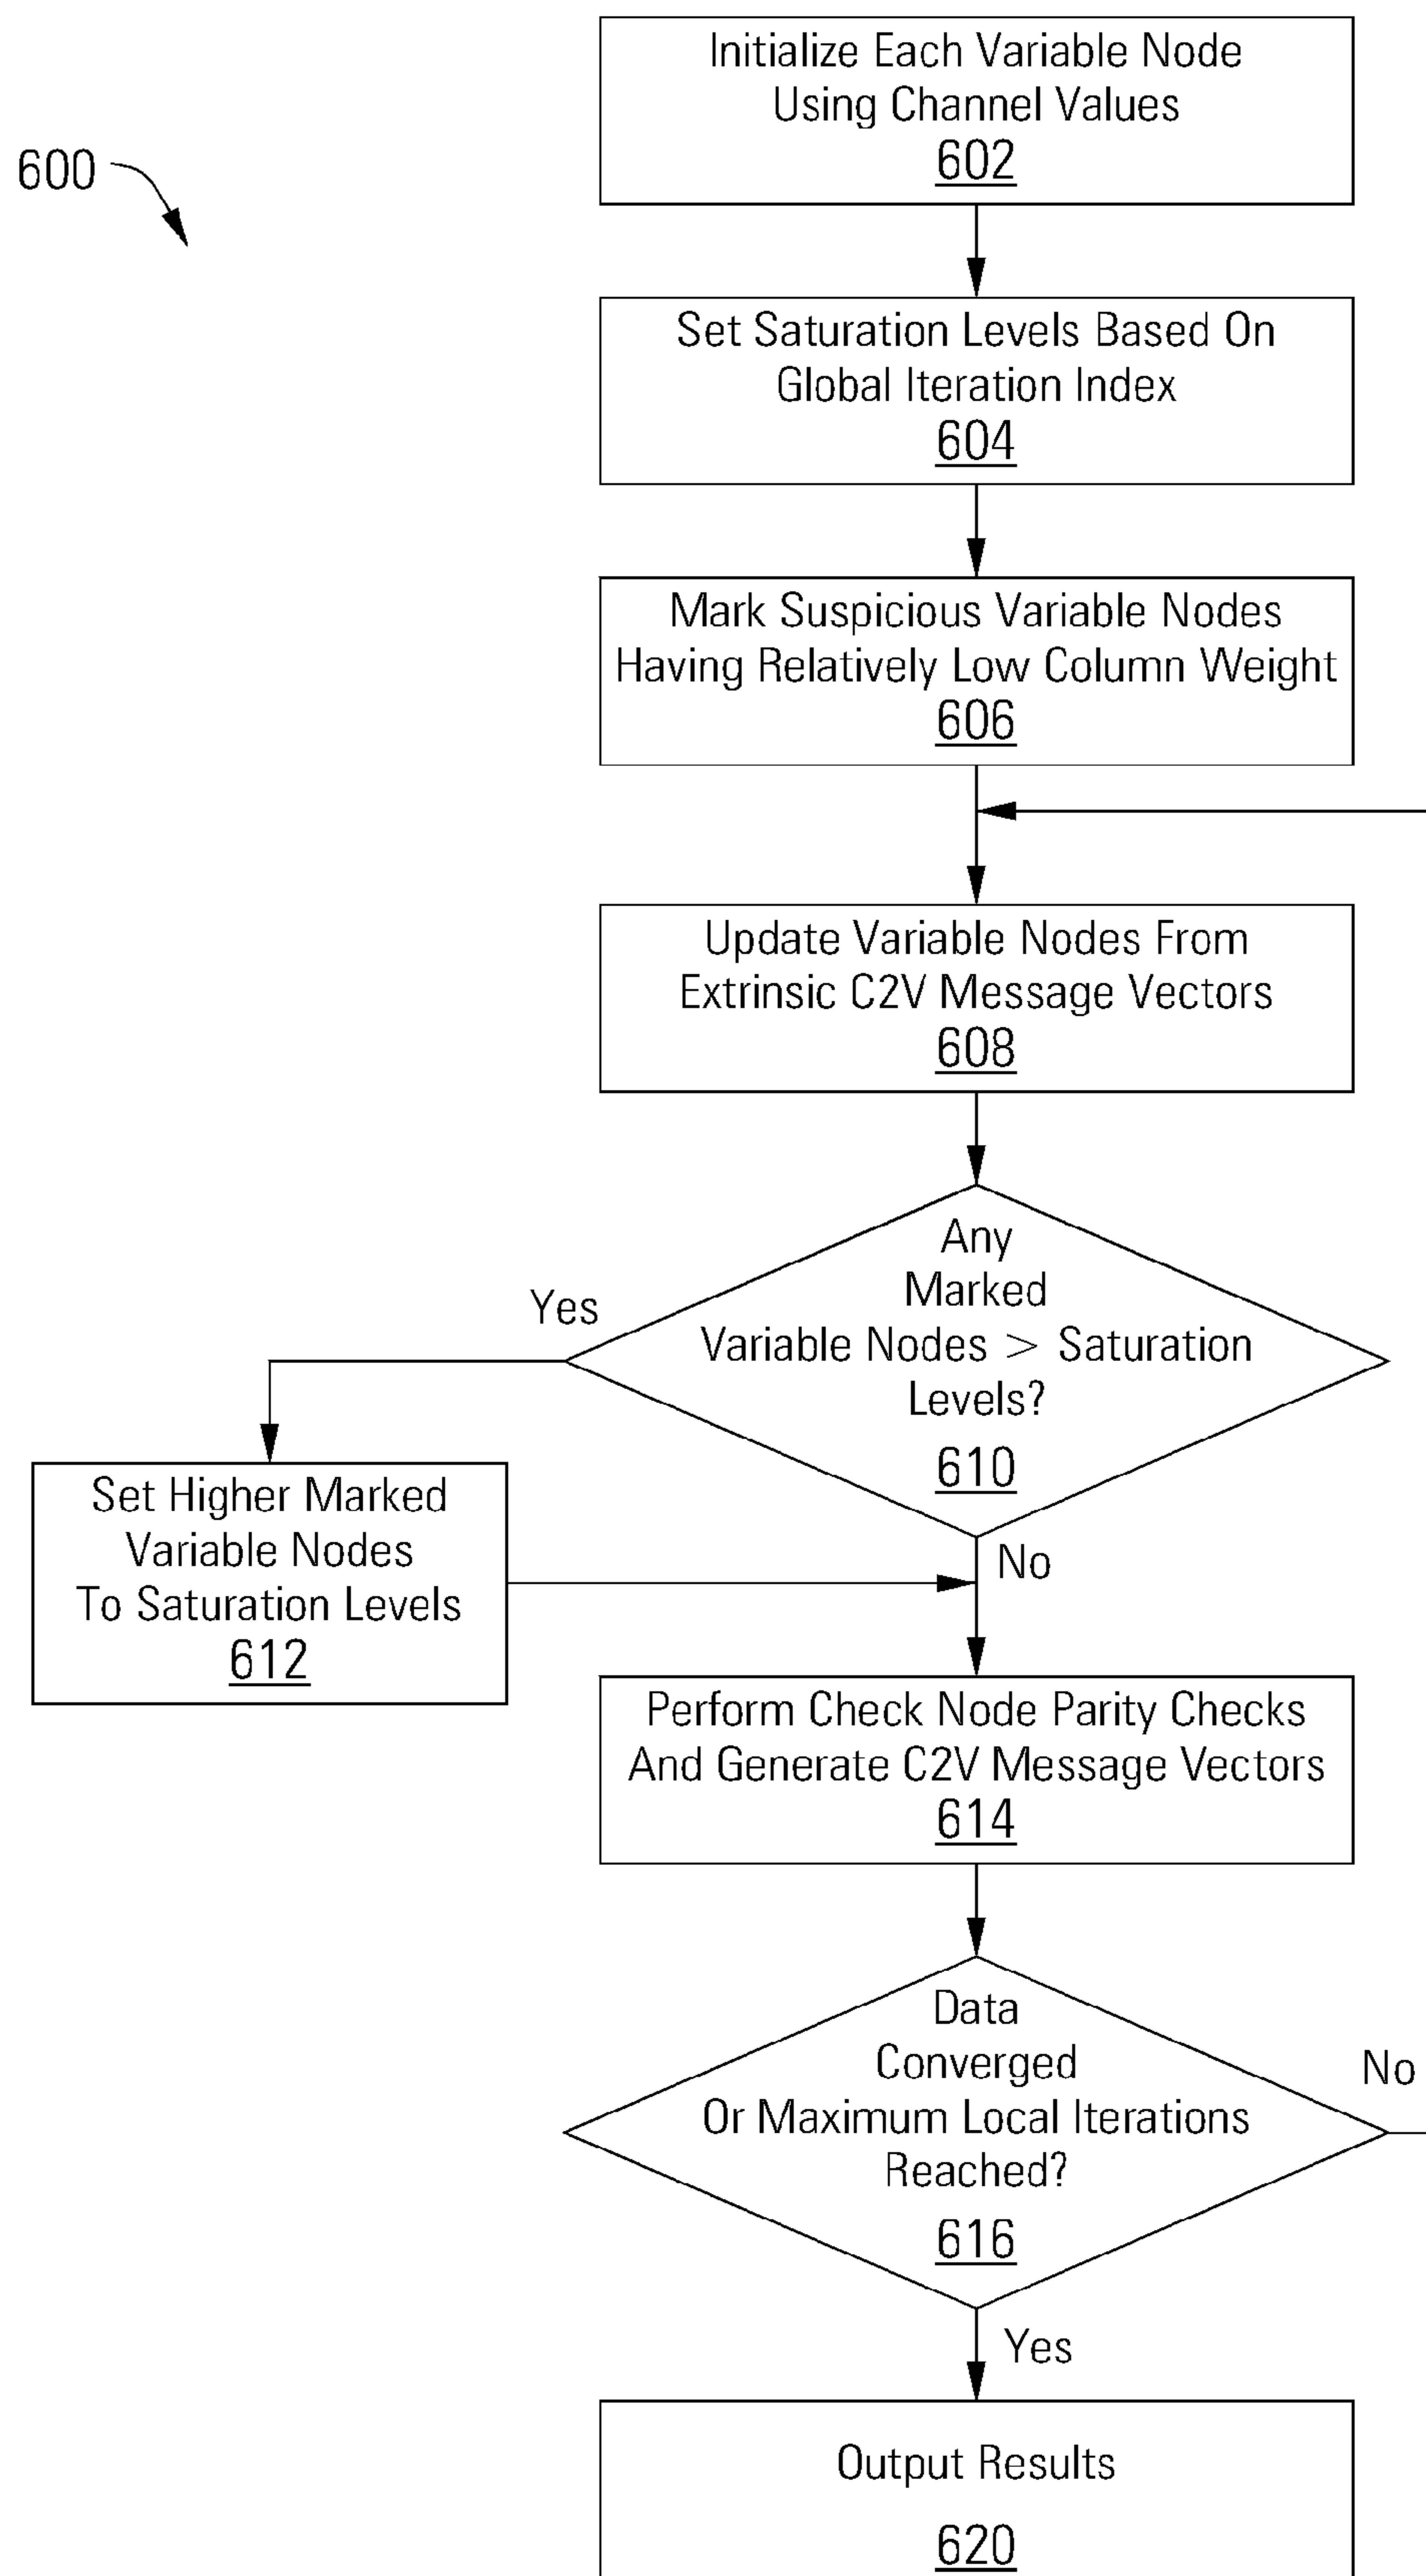 600
Initialize Each Variable Node
Using Channel Values
602
Set Saturation Levels Based On
Global Iteration Index
604
Mark Suspicious Variable Nodes
Having Relatively Low Column Weight
606
Update Variable Nodes From
Extrinsic C2V Message Vectors
608
Any
Marked
Variable Nodes > Saturation
Levels?
610
Yes
No
Set Higher Marked
Variable Nodes
To Saturation Levels
612
Perform Check Node Parity Checks
And Generate C2V Message Vectors
614
Data
Converged
Or Maximum Local Iterations
Reached?
616
No
Yes
Output Results
620